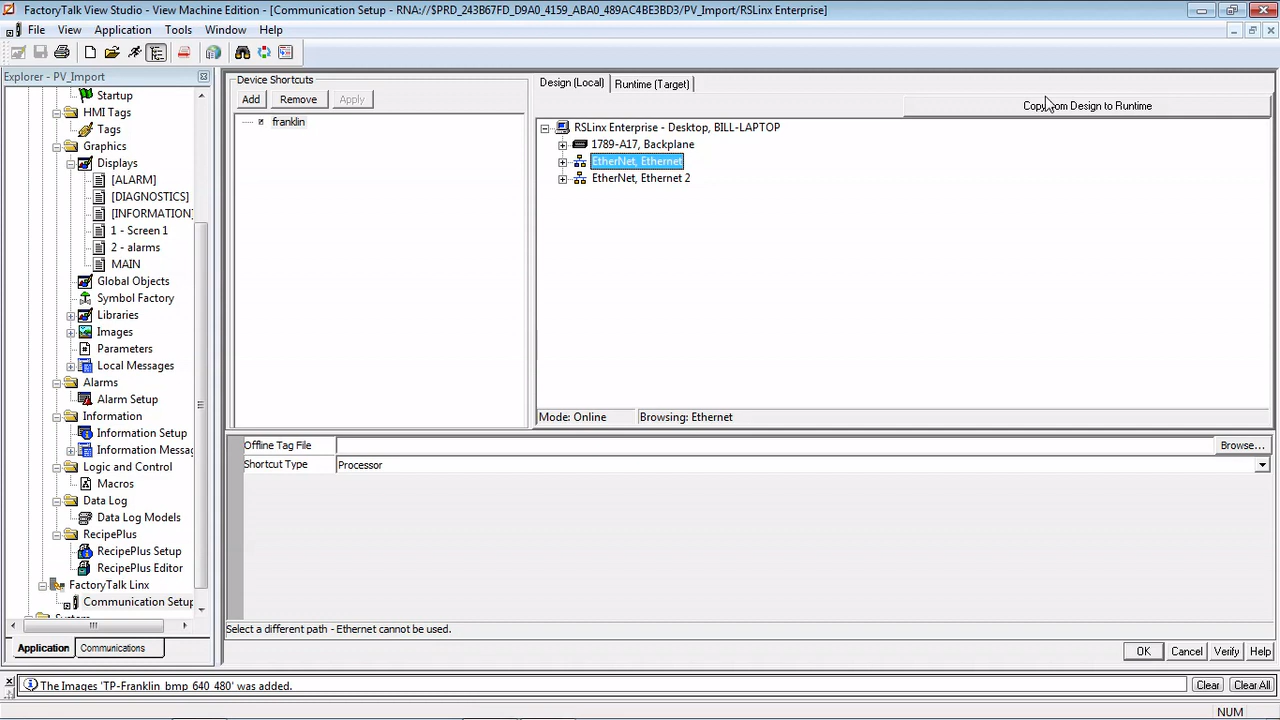 FactoryTalk View Studio - View Machine Edition - [Communication Setup - RNA://$PRD_243B67FD_D9A0_4159_ABA0_489AC4BE3BD3/PV_Import/RSLinx Enterprise]
File View Application Tools Window Help
Explorer - PV_Import
Startup
HMI Tags
Tags
Graphics
Displays
[ALARM]
[DIAGNOSTICS]
[INFORMATION]
1 - Screen 1
2 - alarms
MAIN
Global Objects
Symbol Factory
Libraries
Images
Parameters
Local Messages
Alarms
Alarm Setup
Information
Information Setup
Information Messag
Logic and Control
Macros
Data Log
Data Log Models
RecipePlus
RecipePlus Setup
RecipePlus Editor
FactoryTalk Linx
Communication Setup
Application Communications
Device Shortcuts
Add Remove Apply
franklin
Design (Local) Runtime (Target)
Copy from Design to Runtime
RSLinx Enterprise - Desktop, BILL-LAPTOP
1789-A17, Backplane
EtherNet, Ethernet
EtherNet, Ethernet 2
Mode: Online Browsing: Ethernet
Offline Tag File Browse...
Shortcut Type Processor
Select a different path - Ethernet cannot be used.
OK Cancel Verify Help
The Images 'TP-Franklin_bmp_640_480' was added.
Clear Clear All
NUM